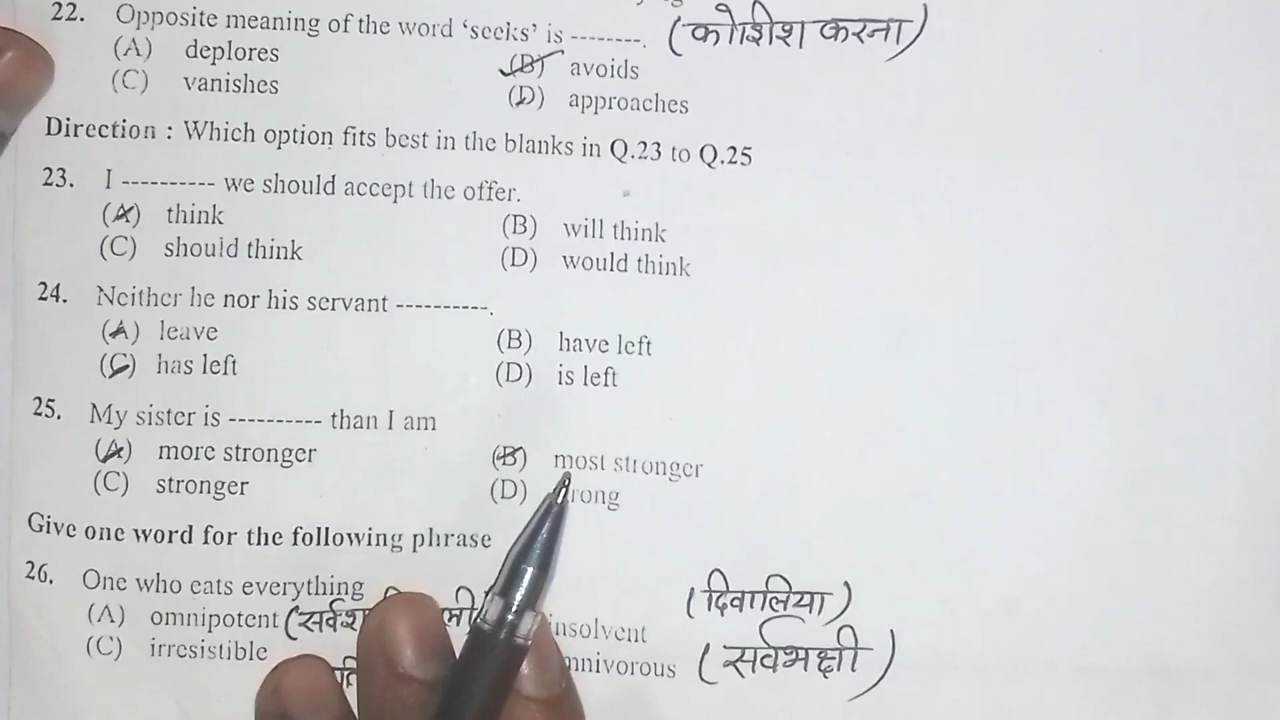 22. Opposite meaning of the word ‘seeks’ is --------. (कोशिश करना)
(A) deplores (B) avoids
(C) vanishes (D) approaches
Direction : Which option fits best in the blanks in Q.23 to Q.25
23. I ---------- we should accept the offer.
(A) think (B) will think
(C) should think (D) would think
24. Neither he nor his servant ----------.
(A) leave (B) have left
(C) has left (D) is left
25. My sister is ---------- than I am
(A) more stronger (B) most stronger
(C) stronger (D)
Give one word for the following phrase
26. One who eats everything (दिवालिया)
(A) omnipotent insolvent
(C) irresistible (सर्वभक्षी)